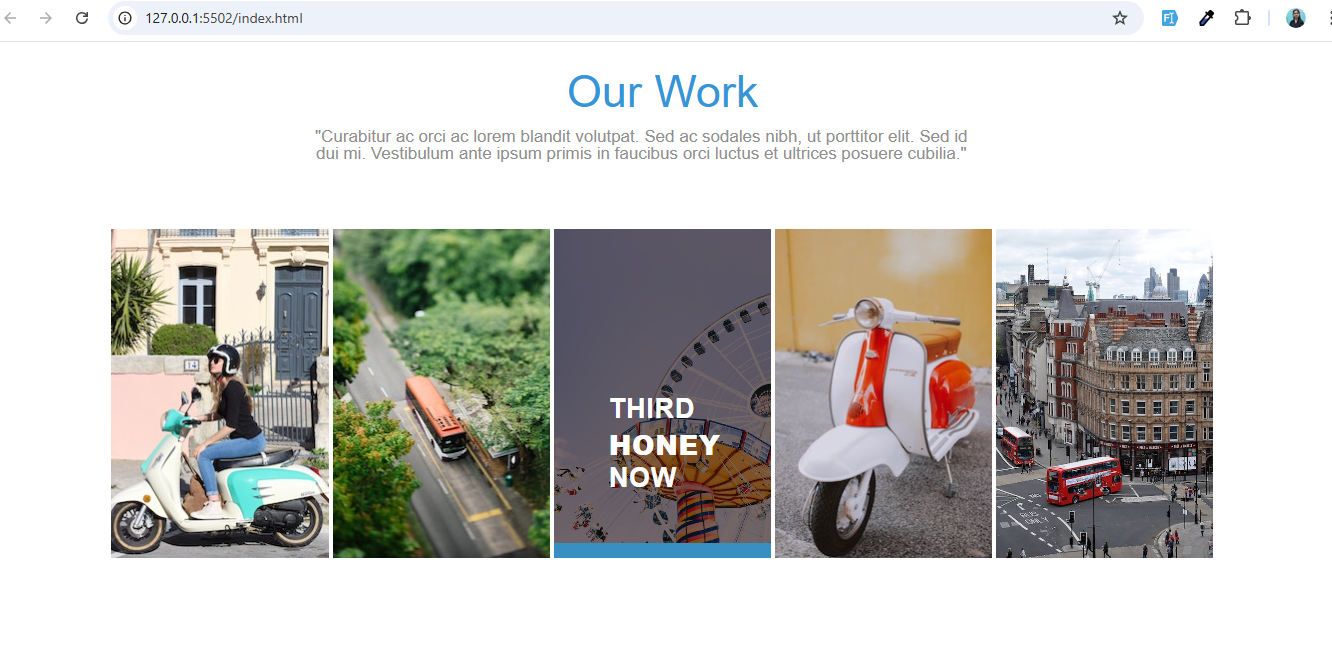 127.0.0.1:5502/index.html
Our Work
"Curabitur ac orci ac lorem blandit volutpat. Sed ac sodales nibh, ut porttitor elit. Sed id
dui mi. Vestibulum ante ipsum primis in faucibus orci luctus et ultrices posuere cubilia."
14
THIRD
HONEY
NOW